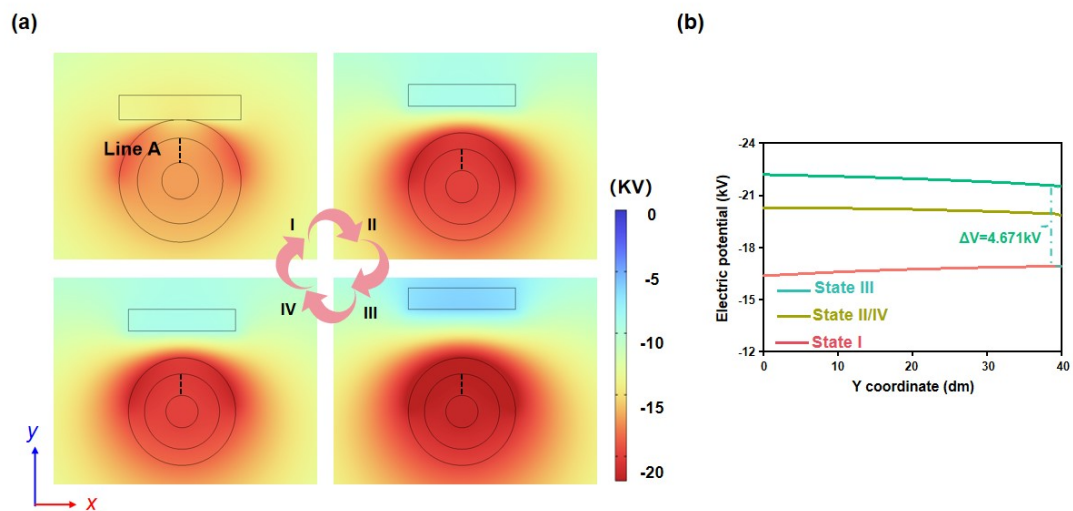 (a)
Line A
I
II
III
IV
y
x
(KV)
0
-5
-10
-15
-20
(b)
Electric potential (kV)
-24
-21
-18
-15
-12
ΔV=4.671kV
State III
State II/IV
State I
0
10
20
30
40
Y coordinate (dm)